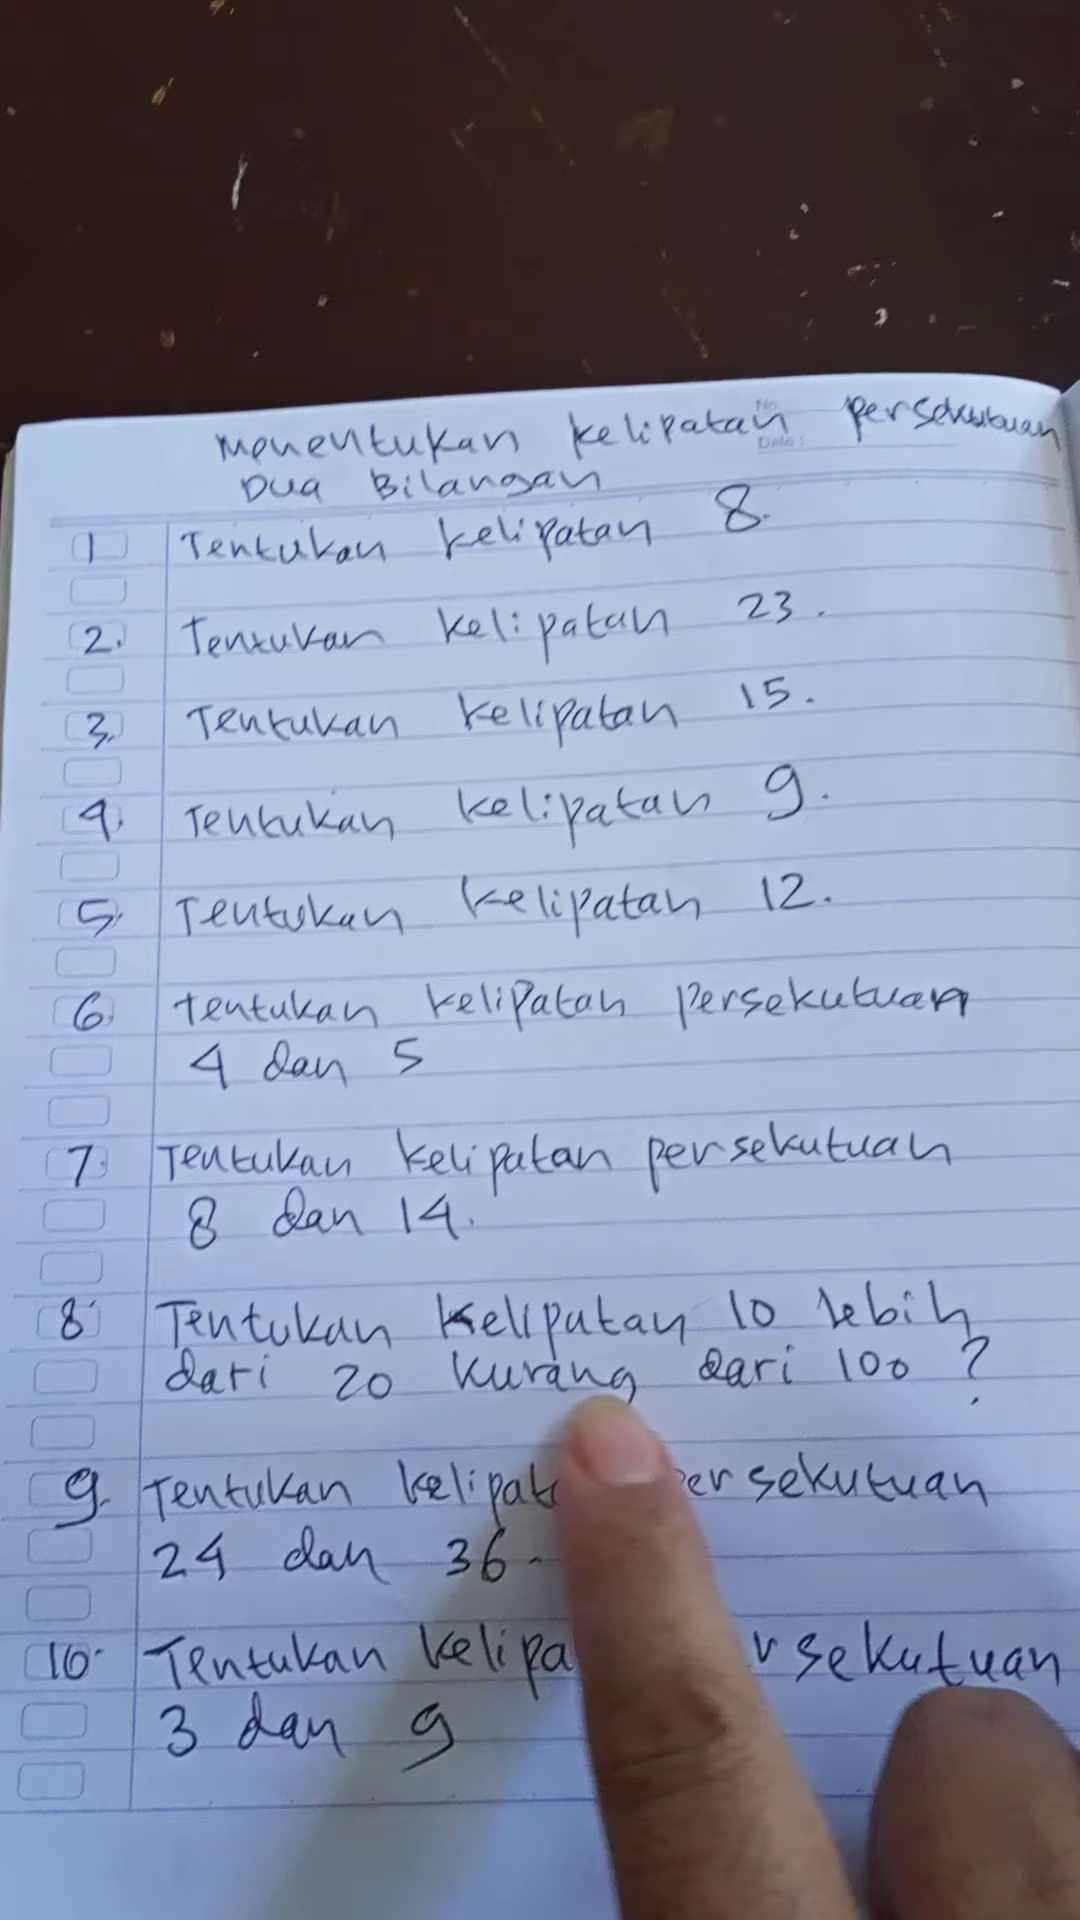 Menentukan kelipatan persekutuan
Dua Bilangan
No
Date :
1 Tentukan kelipatan 8.
2. Tentukan kelipatan 23.
3. Tentukan kelipatan 15.
4. Tentukan kelipatan 9.
5. Tentukan kelipatan 12.
6. Tentukan kelipatan persekutuan
4 dan 5
7. Tentukan kelipatan persekutuan
8 dan 14.
8. Tentukan kelipatan 10 lebih
dari 20 kurang dari 100 ?
9. Tentukan kelipat ersekutuan
24 dan 36.
10. Tentukan kelipa rsekutuan
3 dan 9